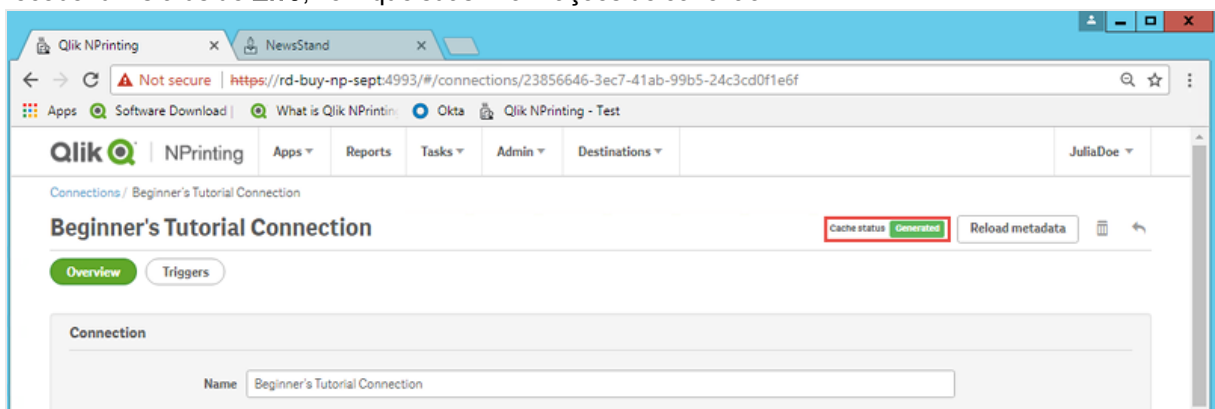 Qlik NPrinting
NewsStand
Not secure | https://rd-buy-np-sept:4993/#/connections/23856646-3ec7-41ab-99b5-24c3cd0f1e6f
Apps Software Download | What is Qlik NPrinting Okta Qlik NPrinting - Test
Qlik NPrinting Apps Reports Tasks Admin Destinations JuliaDoe
Connections / Beginner's Tutorial Connection
Beginner's Tutorial Connection Cache status Generated Reload metadata
Overview Triggers
Connection
Name Beginner's Tutorial Connection